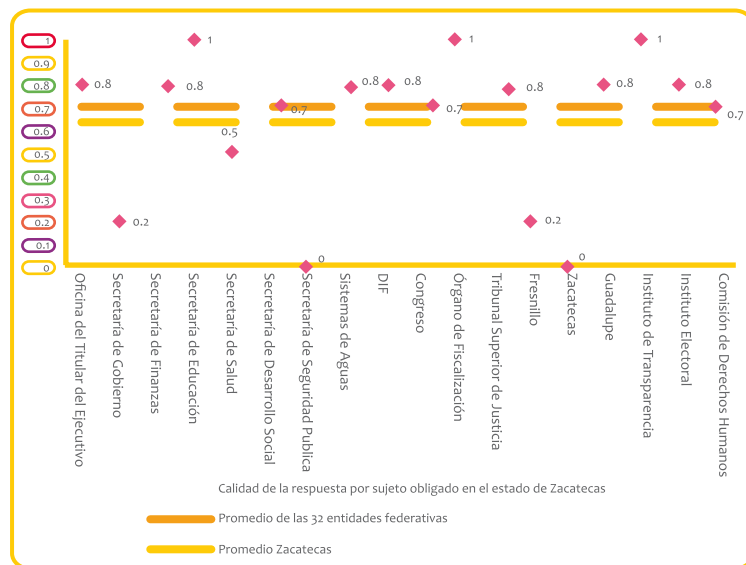 1
0.9
0.8
0.7
0.6
0.5
0.4
0.3
0.2
0.1
0
0.8
0.2
0.8
1
0.5
0.7
0
0.8
0.8
0.7
1
0.8
0.2
0
0.8
1
0.8
0.7
Oficina del Titular del Ejecutivo
Secretaría de Gobierno
Secretaría de Finanzas
Secretaría de Educación
Secretaría de Salud
Secretaría de Desarrollo Social
Secretaría de Seguridad Publica
Sistemas de Aguas
DIF
Congreso
Órgano de Fiscalización
Tribunal Superior de Justicia
Fresnillo
Zacatecas
Guadalupe
Instituto de Transparencia
Instituto Electoral
Comisión de Derechos Humanos
Calidad de la respuesta por sujeto obligado en el estado de Zacatecas
Promedio de las 32 entidades federativas
Promedio Zacatecas